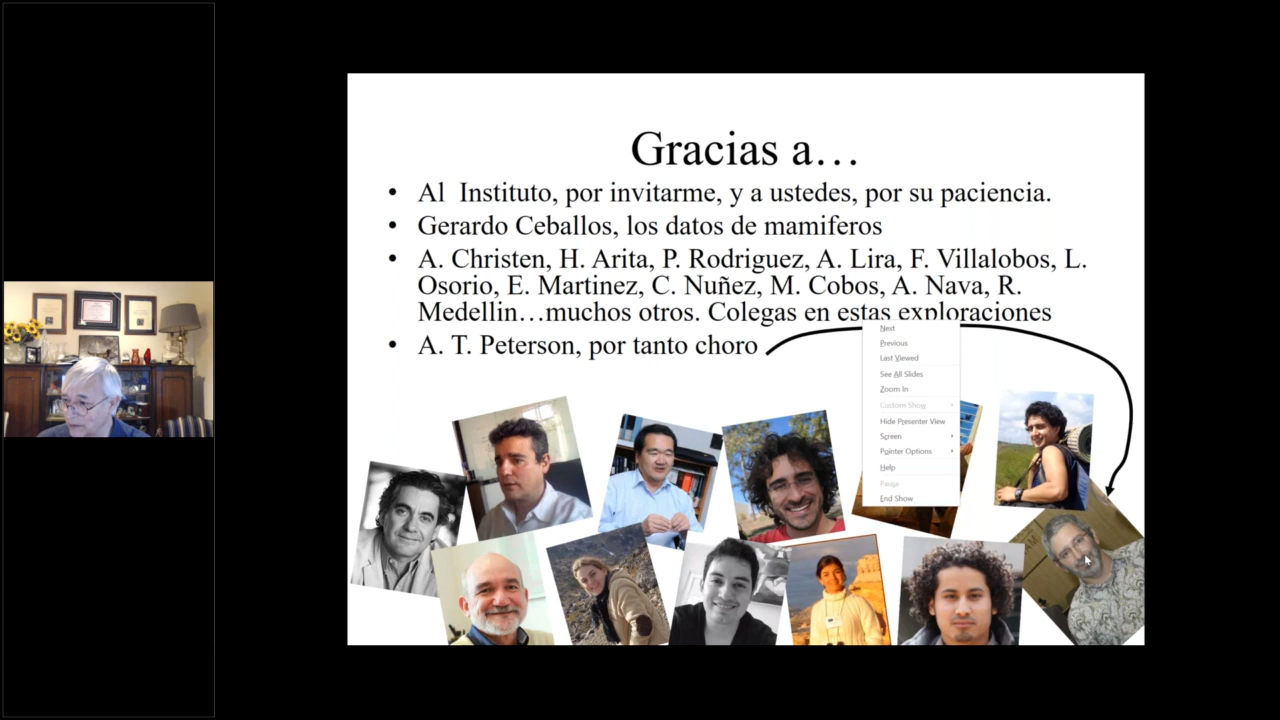 Gracias a…
• Al Instituto, por invitarme, y a ustedes, por su paciencia.
• Gerardo Ceballos, los datos de mamiferos
• A. Christen, H. Arita, P. Rodriguez, A. Lira, F. Villalobos, L.
Osorio, E. Martinez, C. Nuñez, M. Cobos, A. Nava, R.
Medellin…muchos otros. Colegas en estas exploraciones
• A. T. Peterson, por tanto choro
Next
Previous
Last Viewed
See All Slides
Zoom In
Custom Show
Hide Presenter View
Screen
Pointer Options
Help
Pause
End Show